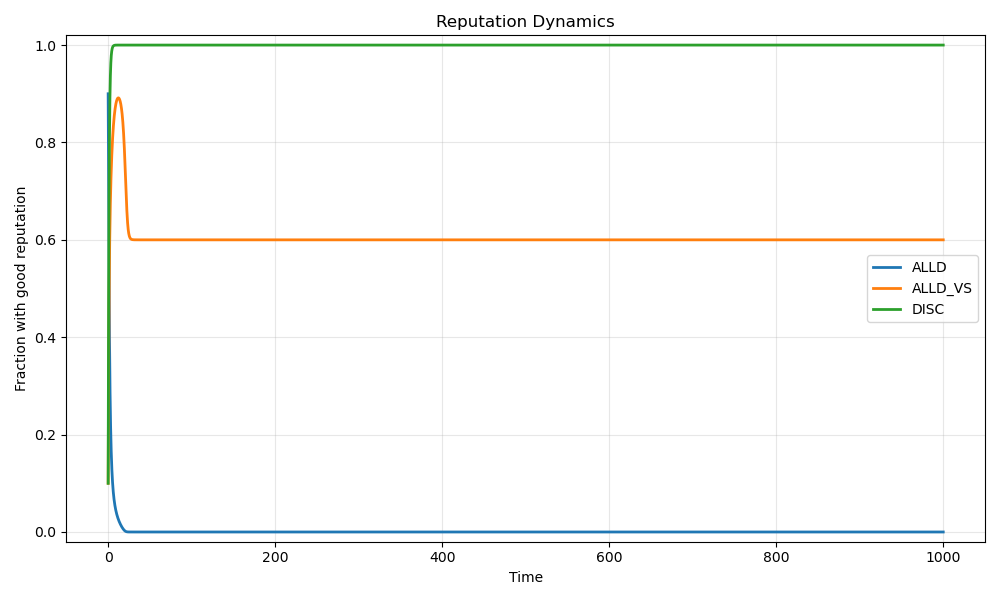 Reputation Dynamics
Fraction with good reputation
1.0
0.8
0.6
0.4
0.2
0.0
0 200 400 600 800 1000
Time
ALLD
ALLD_VS
DISC